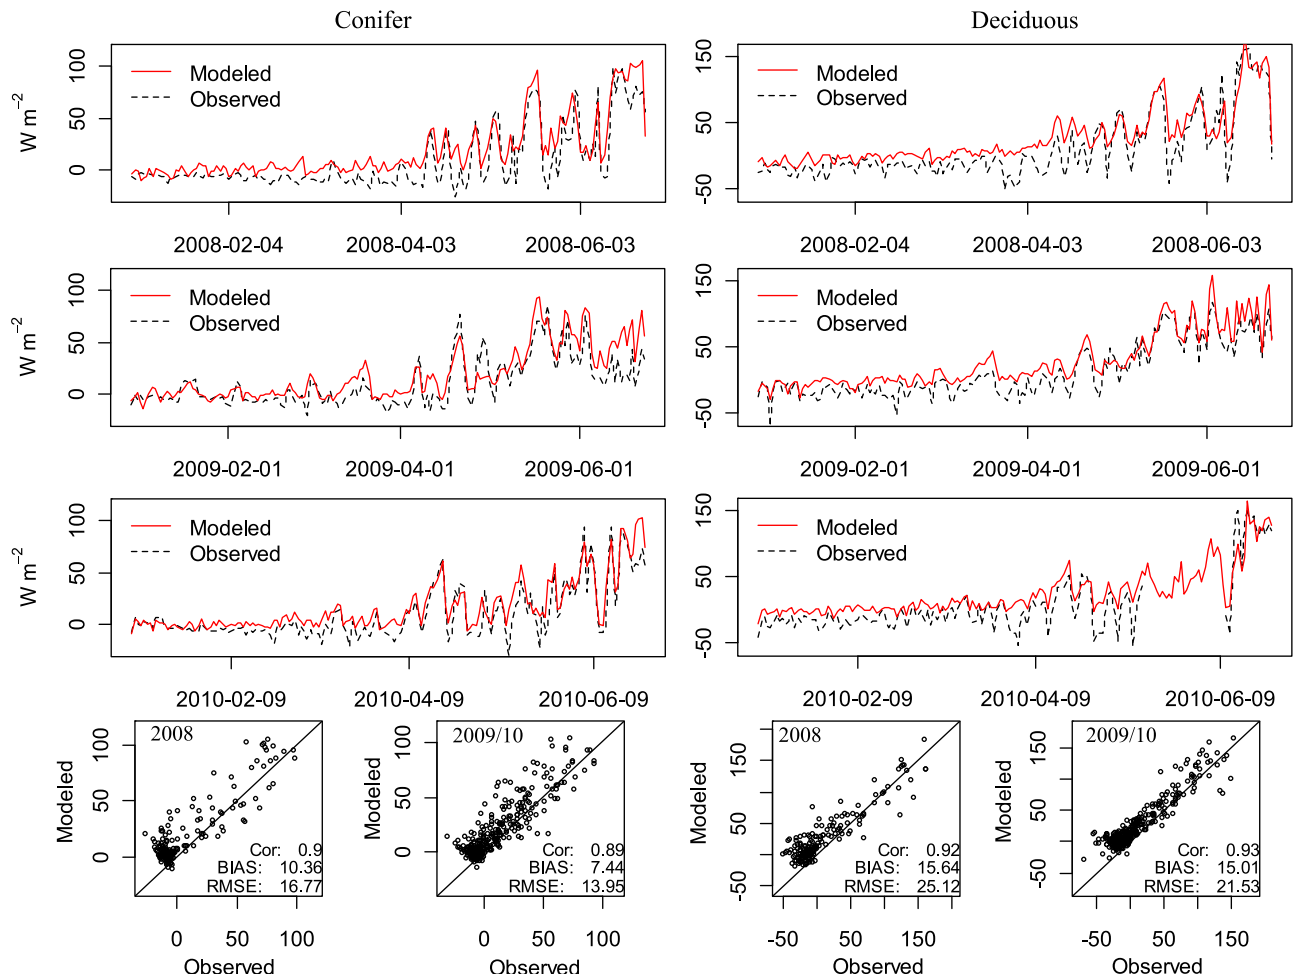 Conifer
Deciduous
W m−2
100
50
0
Modeled
Observed
2008-02-04
2008-04-03
2008-06-03
150
50
-50
Modeled
Observed
2008-02-04
2008-04-03
2008-06-03
W m−2
100
50
0
Modeled
Observed
2009-02-01
2009-04-01
2009-06-01
150
50
-50
Modeled
Observed
2009-02-01
2009-04-01
2009-06-01
W m−2
100
50
0
Modeled
Observed
2010-02-09
2010-04-09
2010-06-09
150
50
-50
Modeled
Observed
2010-02-09
2010-04-09
2010-06-09
Modeled
100
50
0
2008
Cor: 0.9
BIAS: 10.36
RMSE: 16.77
0 50 100
Observed
Modeled
100
50
0
2009/10
Cor: 0.89
BIAS: 7.44
RMSE: 13.95
0 50 100
Observed
Modeled
150
50
-50
2008
Cor: 0.92
BIAS: 15.64
RMSE: 25.12
-50 50 150
Observed
Modeled
150
50
-50
2009/10
Cor: 0.93
BIAS: 15.01
RMSE: 21.53
-50 50 150
Observed